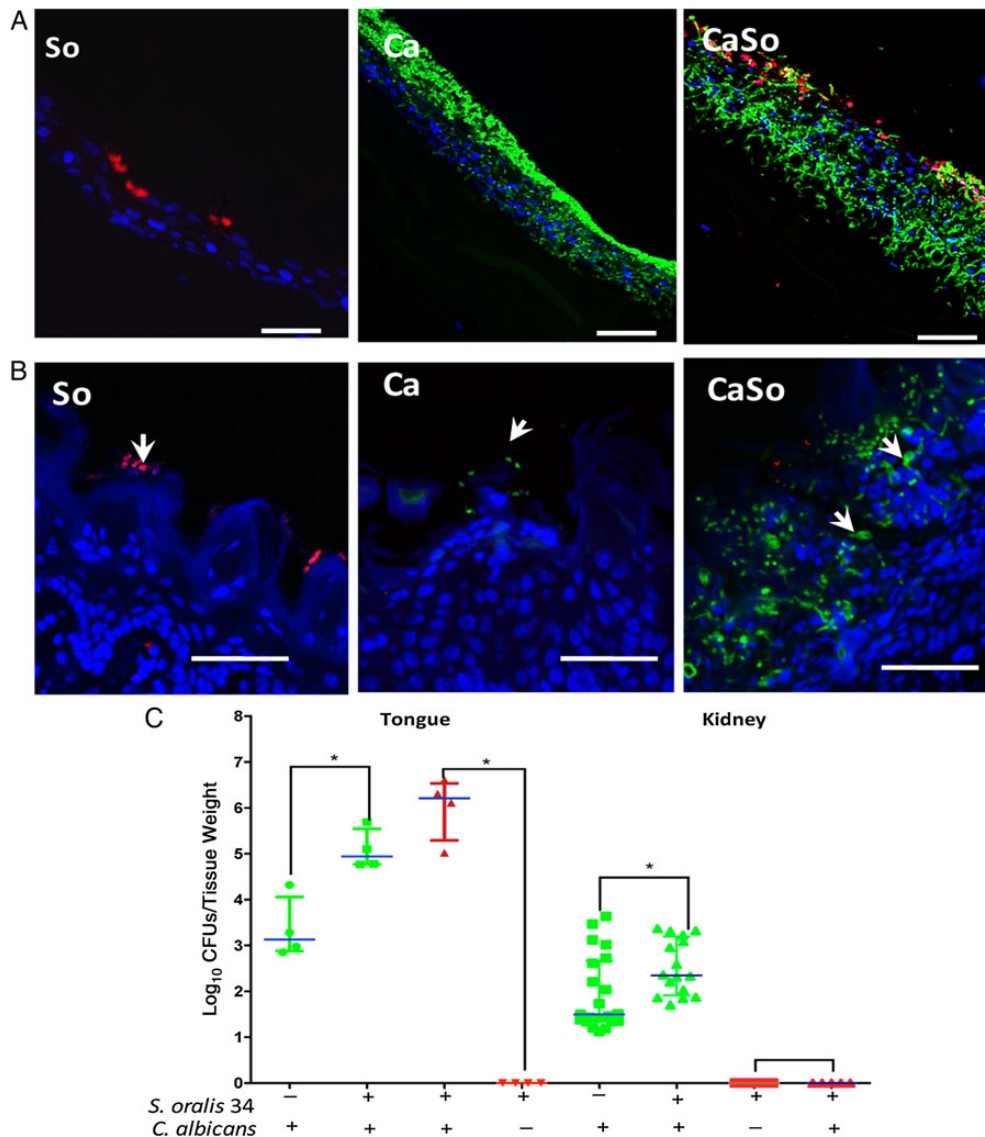 A
So
Ca
CaSo
B
So
Ca
CaSo
C
Tongue
Kidney
Log10 CFUs/Tissue Weight
8
7
6
5
4
3
2
1
0
*
*
*
S. oralis 34 − + + + − + + +
C. albicans + + + − + + − +